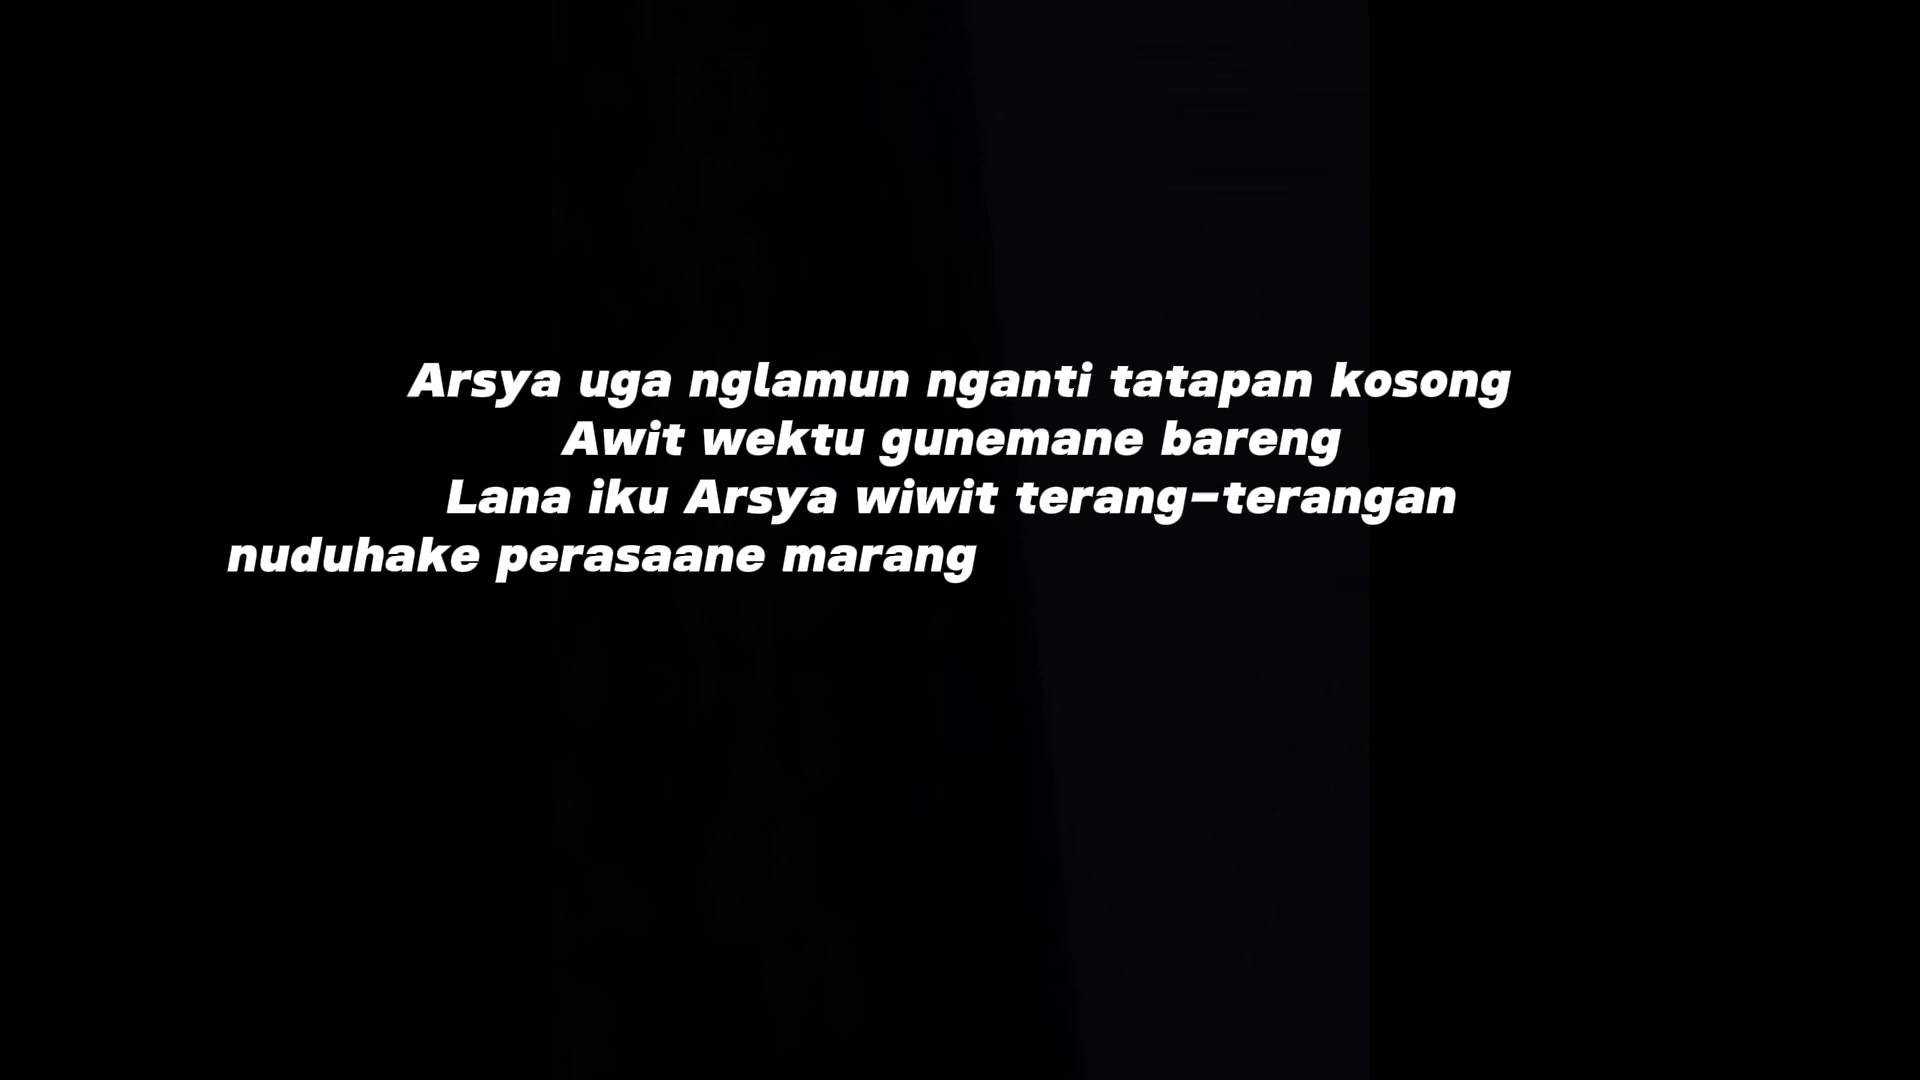 Arsya uga nglamun nganti tatapan kosong
Awit wektu gunemane bareng
Lana iku Arsya wiwit terang-terangan
nuduhake perasaane marang